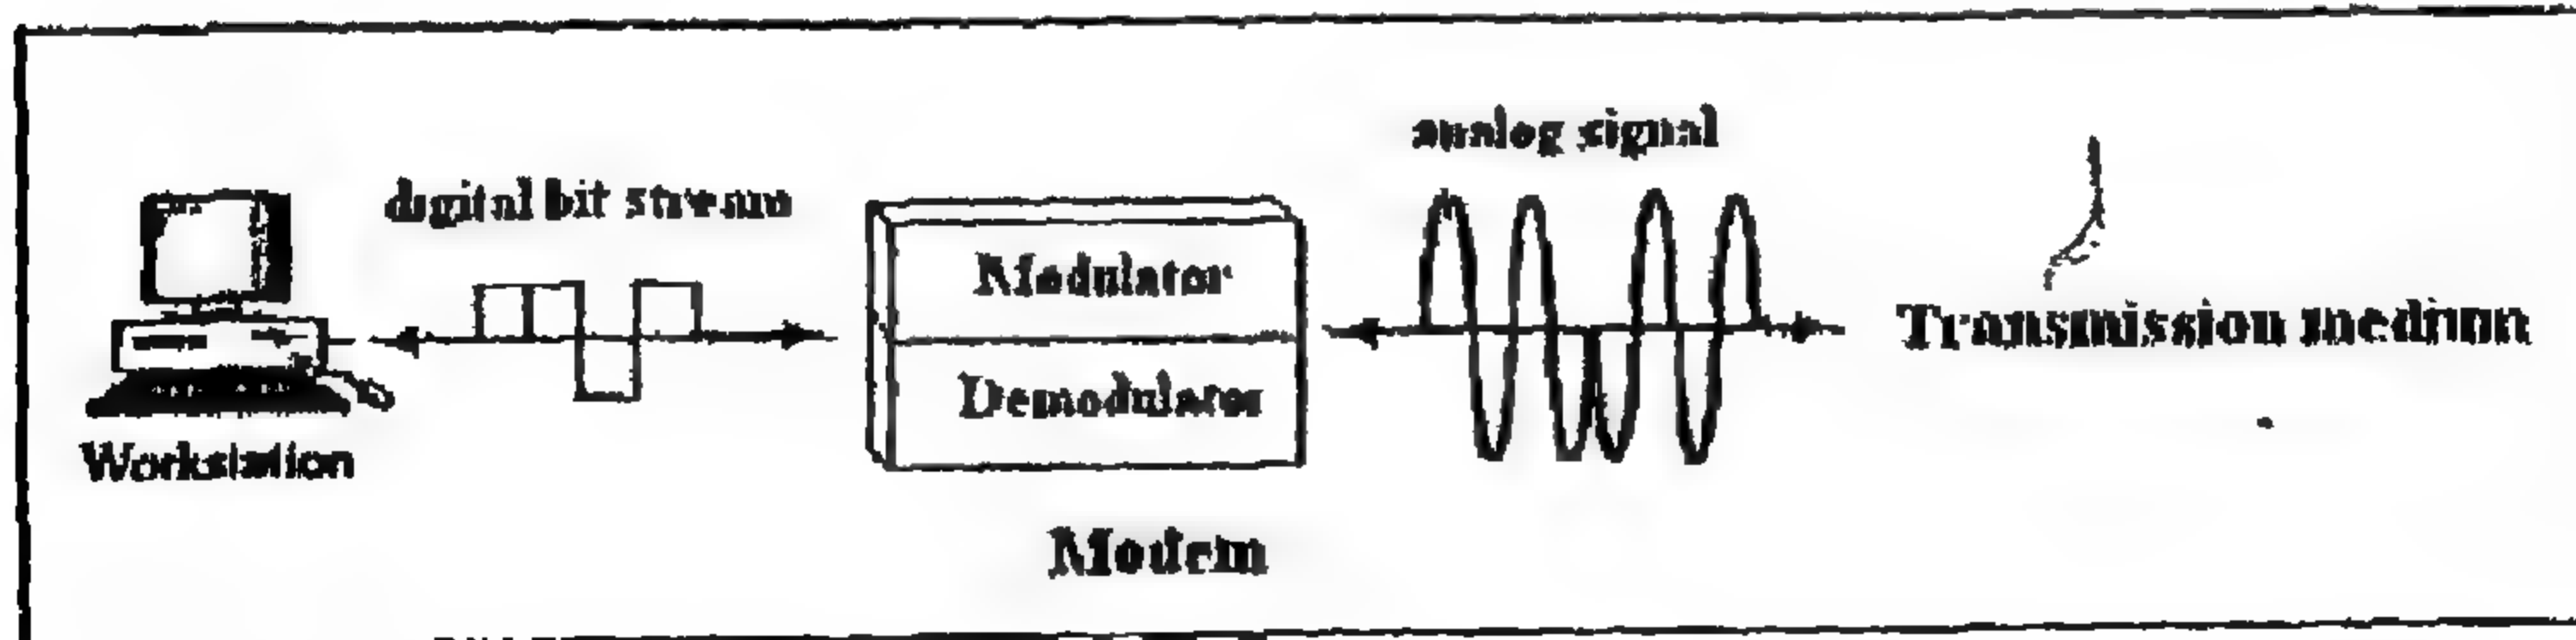 analog signal
digital bit stream
Modulator
Demodulator
Transmission medium
Workstation
Modem